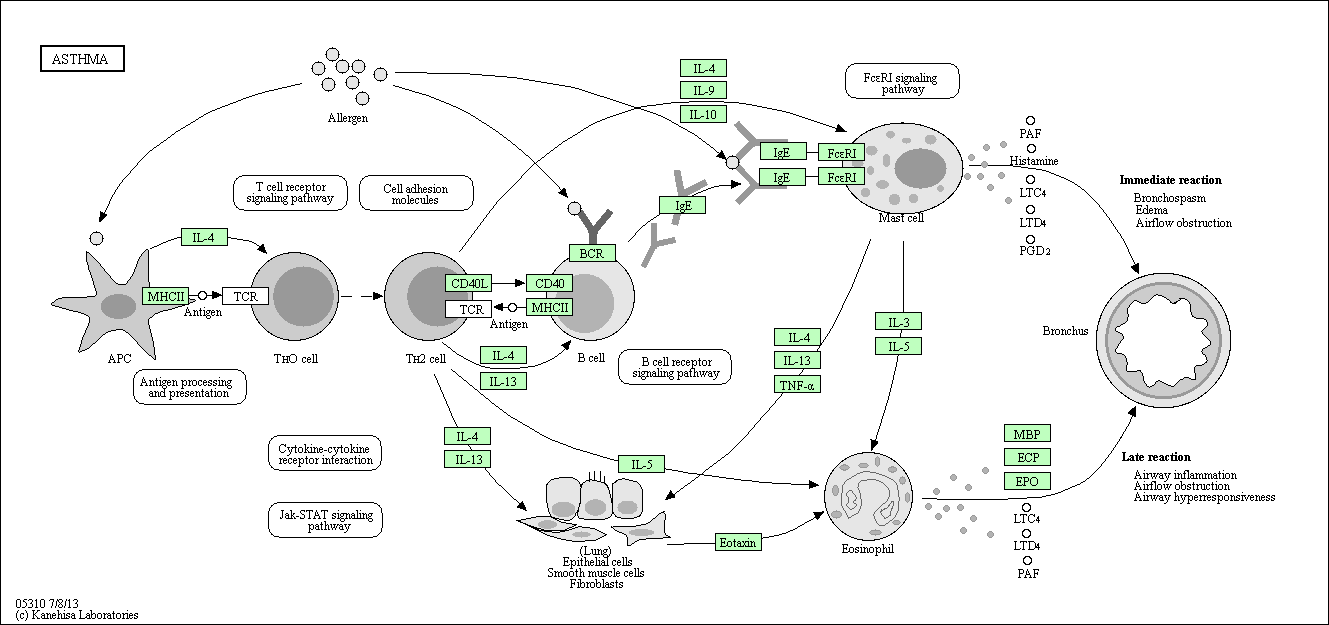 ASTHMA
Allergen
IL-4
IL-9
IL-10
FcεRI signaling
pathway
IgE
FcεRI
IgE
FcεRI
Mast cell
PAF
Histamine
LTC4
LTD4
PGD2
Immediate reaction
Bronchospasm
Edema
Airflow obstruction
T cell receptor
signaling pathway
Cell adhesion
molecules
IgE
IL-4
BCR
MHCII
Antigen
TCR
CD40L
CD40
TCR
Antigen
MHCII
APC
TH0 cell
TH2 cell
B cell
IL-4
IL-13
B cell receptor
signaling pathway
IL-4
IL-13
TNF-α
IL-3
IL-5
Bronchus
Antigen processing
and presentation
Cytokine-cytokine
receptor interaction
Jak-STAT signaling
pathway
IL-4
IL-13
IL-5
Eotaxin
(Lung)
Epithelial cells
Smooth muscle cells
Fibroblasts
Eosinophil
MBP
ECP
EPO
LTC4
LTD4
PAF
Late reaction
Airway inflammation
Airflow obstruction
Airway hyperresponsiveness
05310 7/8/13
(c) Kanehisa Laboratories